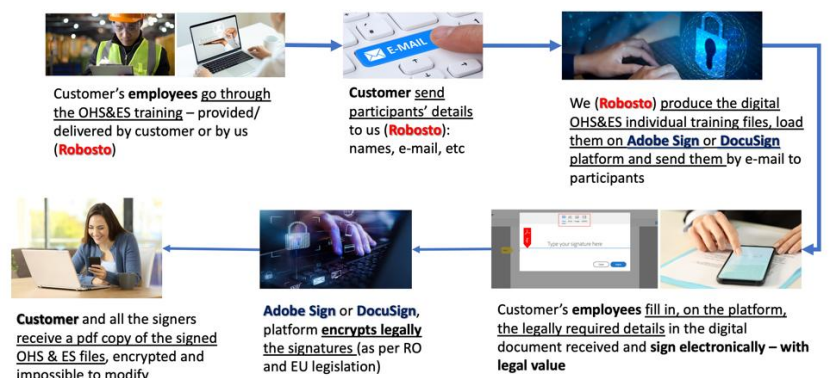 E-MAIL
Customer's employees go through
the OHS&ES training – provided/
delivered by customer or by us
(Robosto)
Customer send
participants' details
to us (Robosto):
names, e-mail, etc
We (Robosto) produce the digital
OHS&ES individual training files, load
them on Adobe Sign or DocuSign
platform and send them by e-mail to
participants
Type your signature here
Customer's employees fill in, on the platform,
the legally required details in the digital
document received and sign electronically – with
legal value
Adobe Sign or DocuSign,
platform encrypts legally
the signatures (as per RO
and EU legislation)
Customer and all the signers
receive a pdf copy of the signed
OHS & ES files, encrypted and
impossible to modify